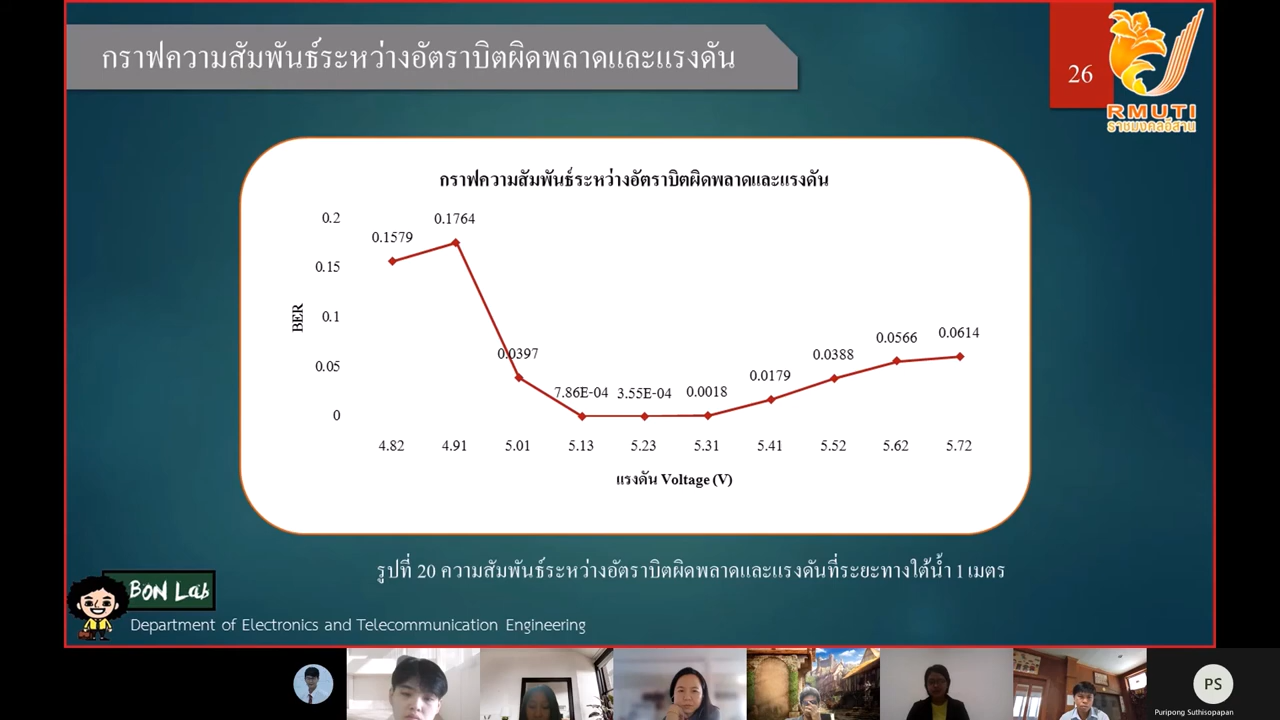 กราฟความสัมพันธ์ระหว่างอัตราบิตผิดพลาดและแรงดัน
26
RMUTI
ราชมงคลอีสาน
กราฟความสัมพันธ์ระหว่างอัตราบิตผิดพลาดและแรงดัน
0.2
0.15
0.1
0.05
0
BER
0.1579
0.1764
0.0397
7.86E-04
3.55E-04
0.0018
0.0179
0.0388
0.0566
0.0614
4.82 4.91 5.01 5.13 5.23 5.31 5.41 5.52 5.62 5.72
แรงดัน Voltage (V)
รูปที่ 20 ความสัมพันธ์ระหว่างอัตราบิตผิดพลาดและแรงดันที่ระยะทางใต้น้ำ 1 เมตร
BON Lab
Department of Electronics and Telecommunication Engineering
PS
Puripong Suthisopapan